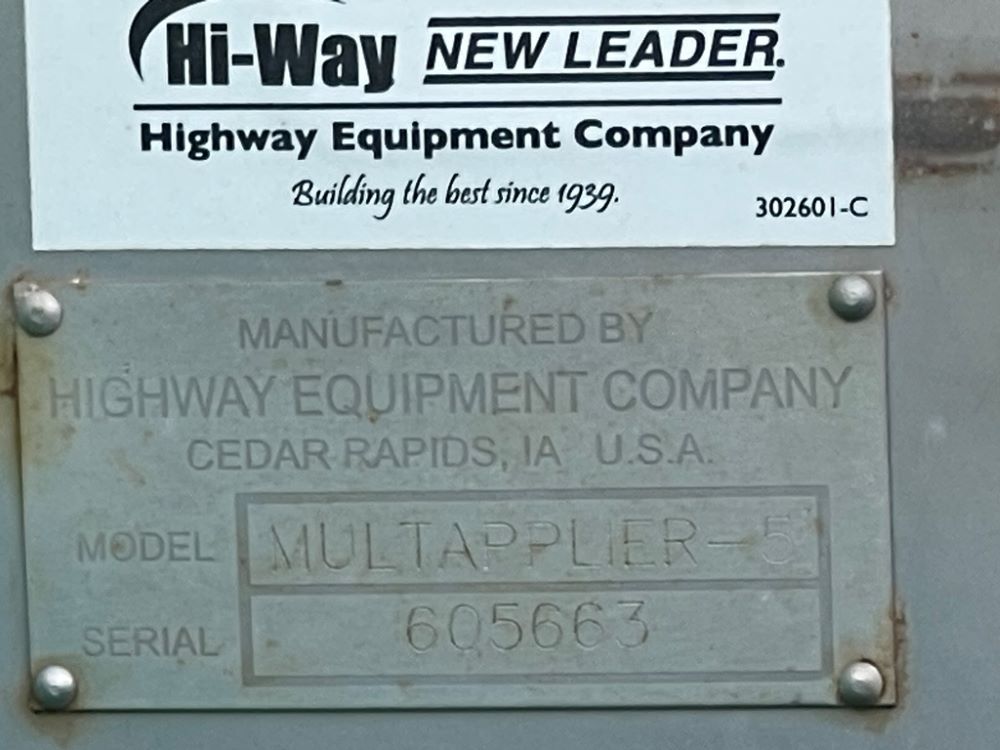 Hi-Way NEW LEADER.
Highway Equipment Company
Building the best since 1939.
302601-C
MANUFACTURED BY
HIGHWAY EQUIPMENT COMPANY
CEDAR RAPIDS, IA U.S.A.
MODEL MULTAPPLIER-5'
SERIAL 605663